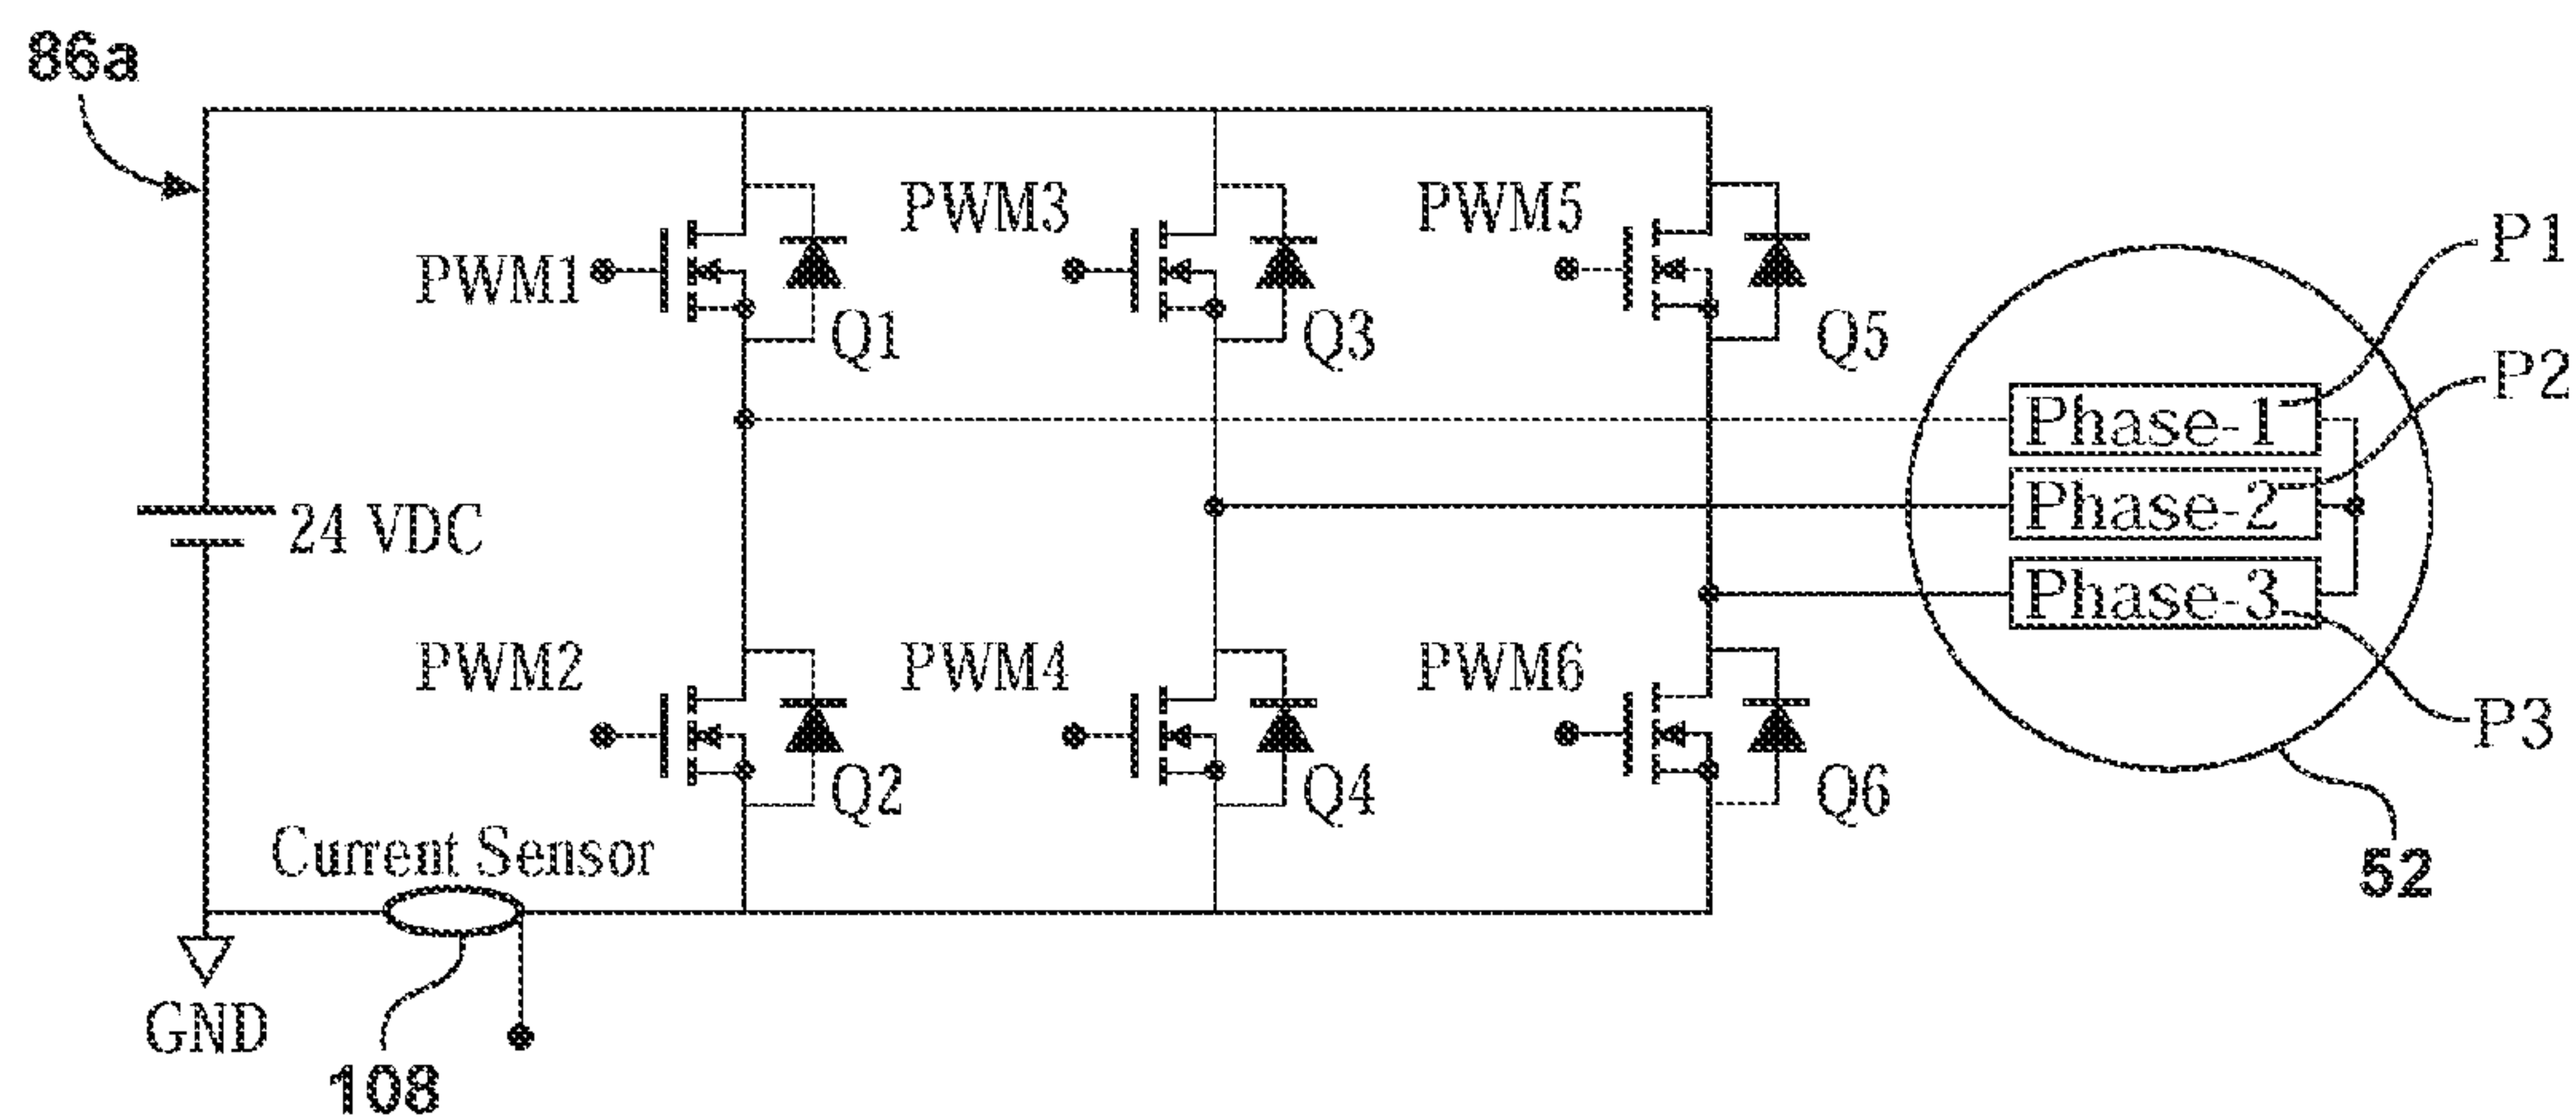 86a
PWM1
PWM3
PWM5
Q1
Q3
Q5
P1
P2
Phase-1
Phase-2
Phase-3
24 VDC
PWM2
PWM4
PWM6
Q2
Q4
Q6
P3
52
Current Sensor
GND
108